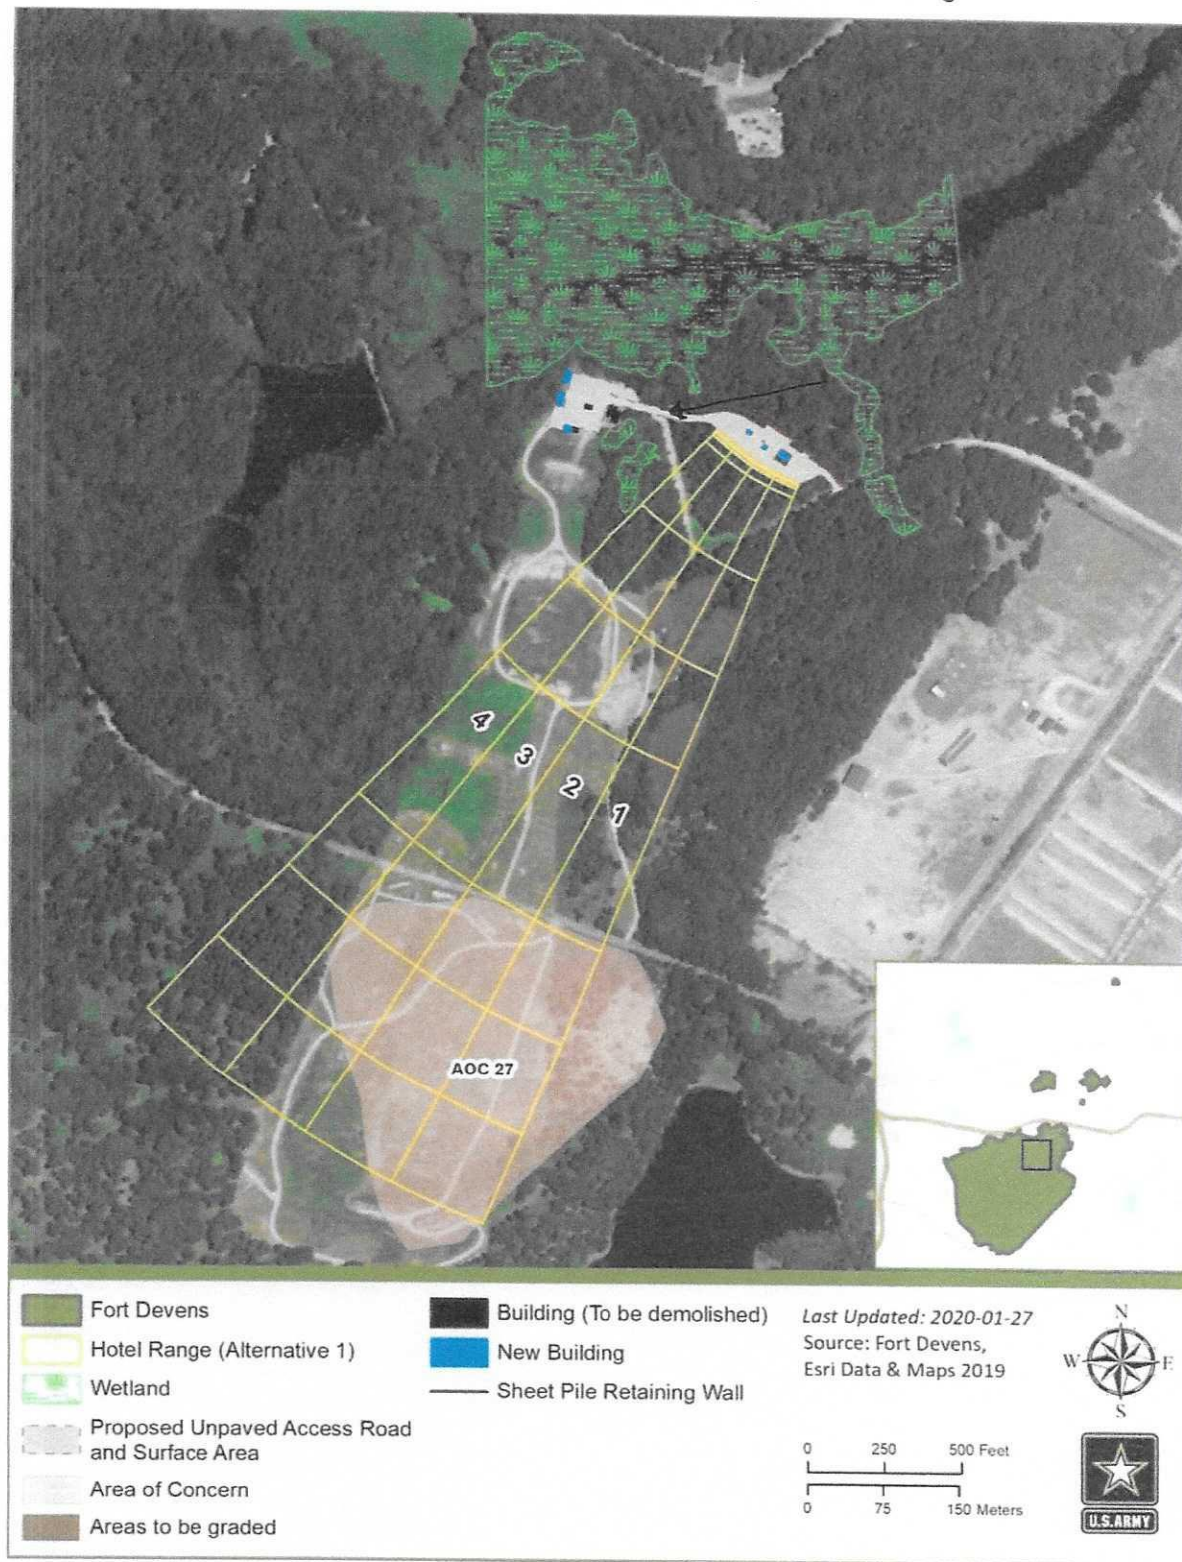 4
3
2
1
AOC 27
Fort Devens
Hotel Range (Alternative 1)
Wetland
Proposed Unpaved Access Road
and Surface Area
Area of Concern
Areas to be graded
Building (To be demolished)
New Building
Sheet Pile Retaining Wall
Last Updated: 2020-01-27
Source: Fort Devens,
Esri Data & Maps 2019
0 250 500 Feet
0 75 150 Meters
N
W E
S
U.S.ARMY